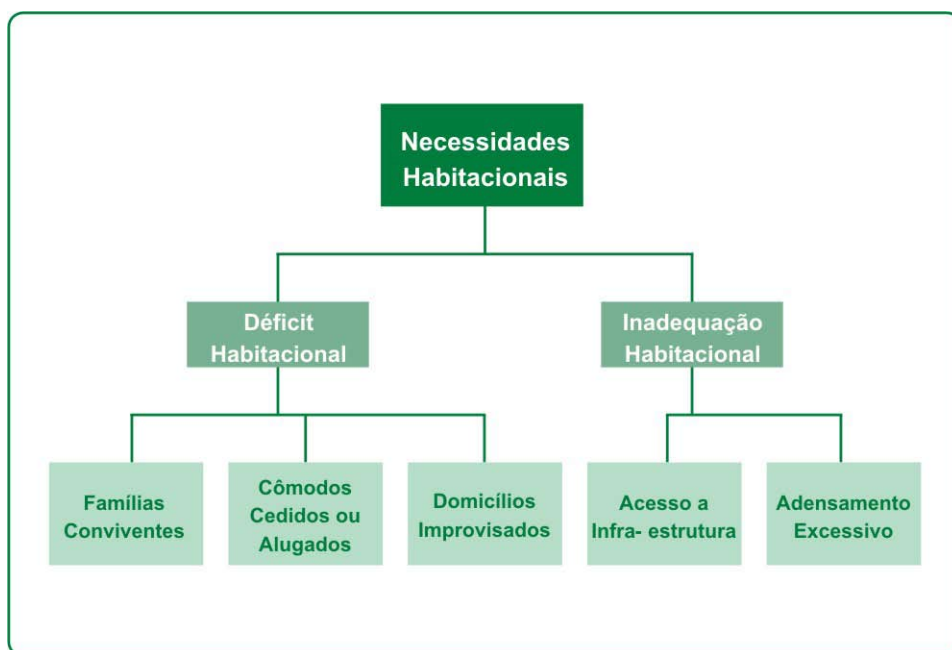 Necessidades
Habitacionais
Déficit
Habitacional
Inadequação
Habitacional
Famílias
Conviventes
Cômodos
Cedidos ou
Alugados
Domicílios
Improvisados
Acesso a
Infra- estrutura
Adensamento
Excessivo